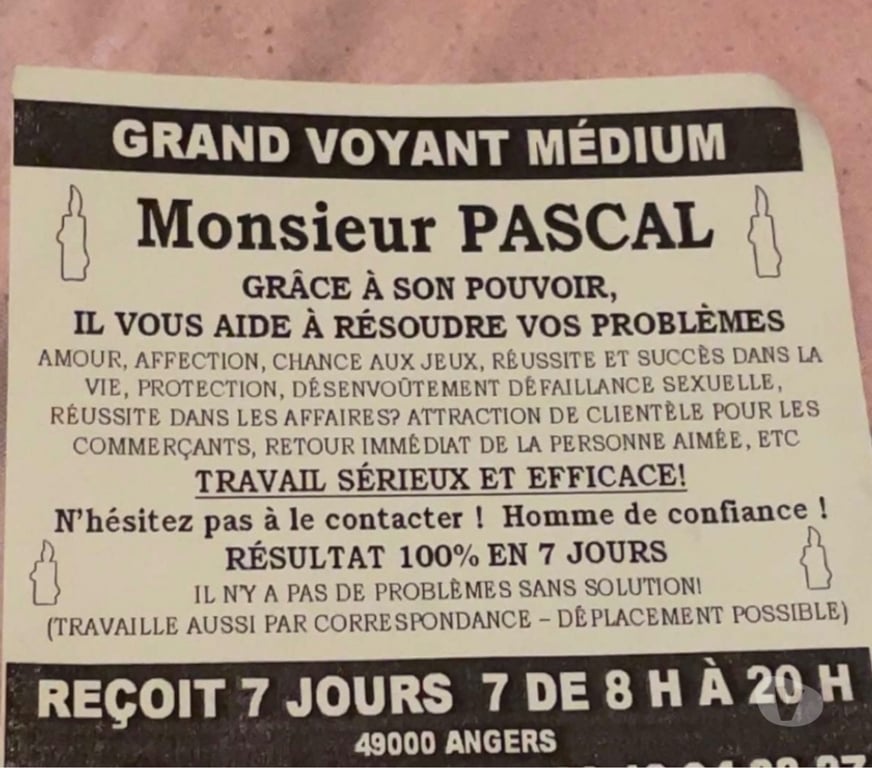 GRAND VOYANT MÉDIUM
Monsieur PASCAL
GRÂCE À SON POUVOIR,
IL VOUS AIDE À RÉSOUDRE VOS PROBLÈMES
AMOUR, AFFECTION, CHANCE AUX JEUX, RÉUSSITE ET SUCCÈS DANS LA
VIE, PROTECTION, DÉSENVOÛTEMENT DÉFAILLANCE SEXUELLE,
RÉUSSITE DANS LES AFFAIRES? ATTRACTION DE CLIENTÈLE POUR LES
COMMERÇANTS, RETOUR IMMÉDIAT DE LA PERSONNE AIMÉE, ETC
TRAVAIL SÉRIEUX ET EFFICACE!
N'hésitez pas à le contacter ! Homme de confiance !
RÉSULTAT 100% EN 7 JOURS
IL N'Y A PAS DE PROBLÈMES SANS SOLUTION!
(TRAVAILLE AUSSI PAR CORRESPONDANCE – DÉPLACEMENT POSSIBLE)
REÇOIT 7 JOURS 7 DE 8 H À 20 H
49000 ANGERS